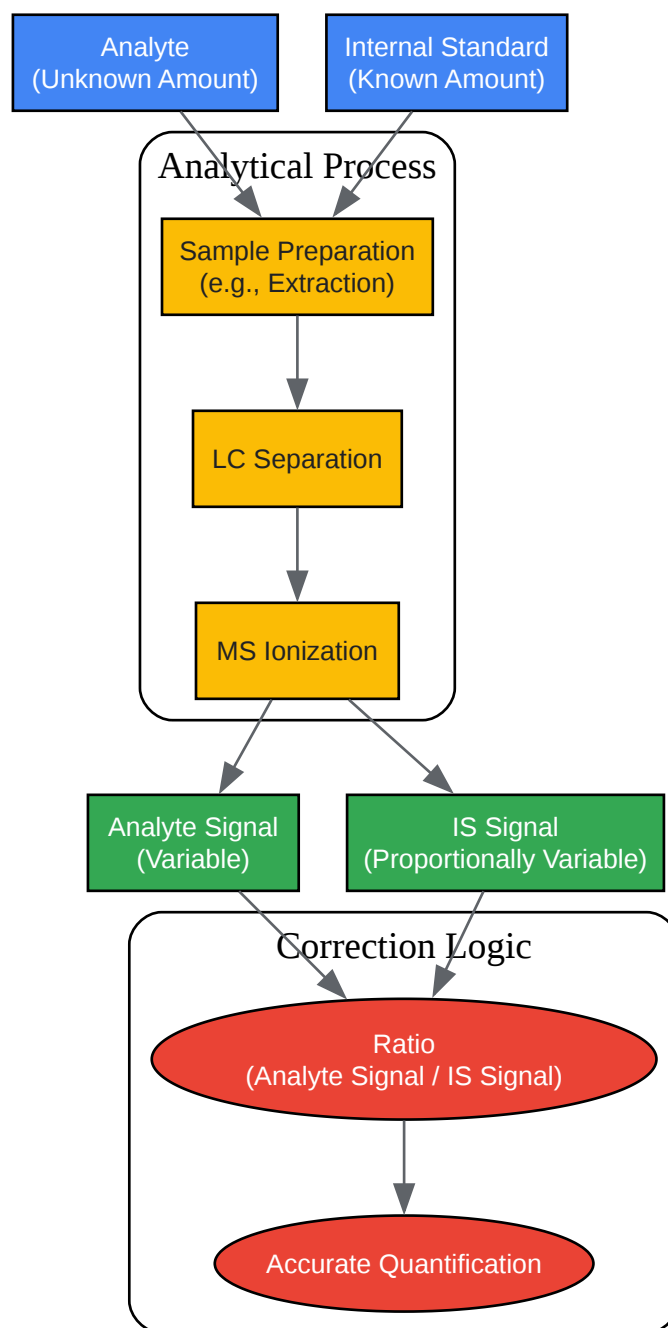 Analyte
(Unknown Amount)
Internal Standard
(Known Amount)
Analytical Process
Sample Preparation
(e.g., Extraction)
LC Separation
MS Ionization
Analyte Signal
(Variable)
IS Signal
(Proportionally Variable)
Correction Logic
Ratio
(Analyte Signal / IS Signal)
Accurate Quantification